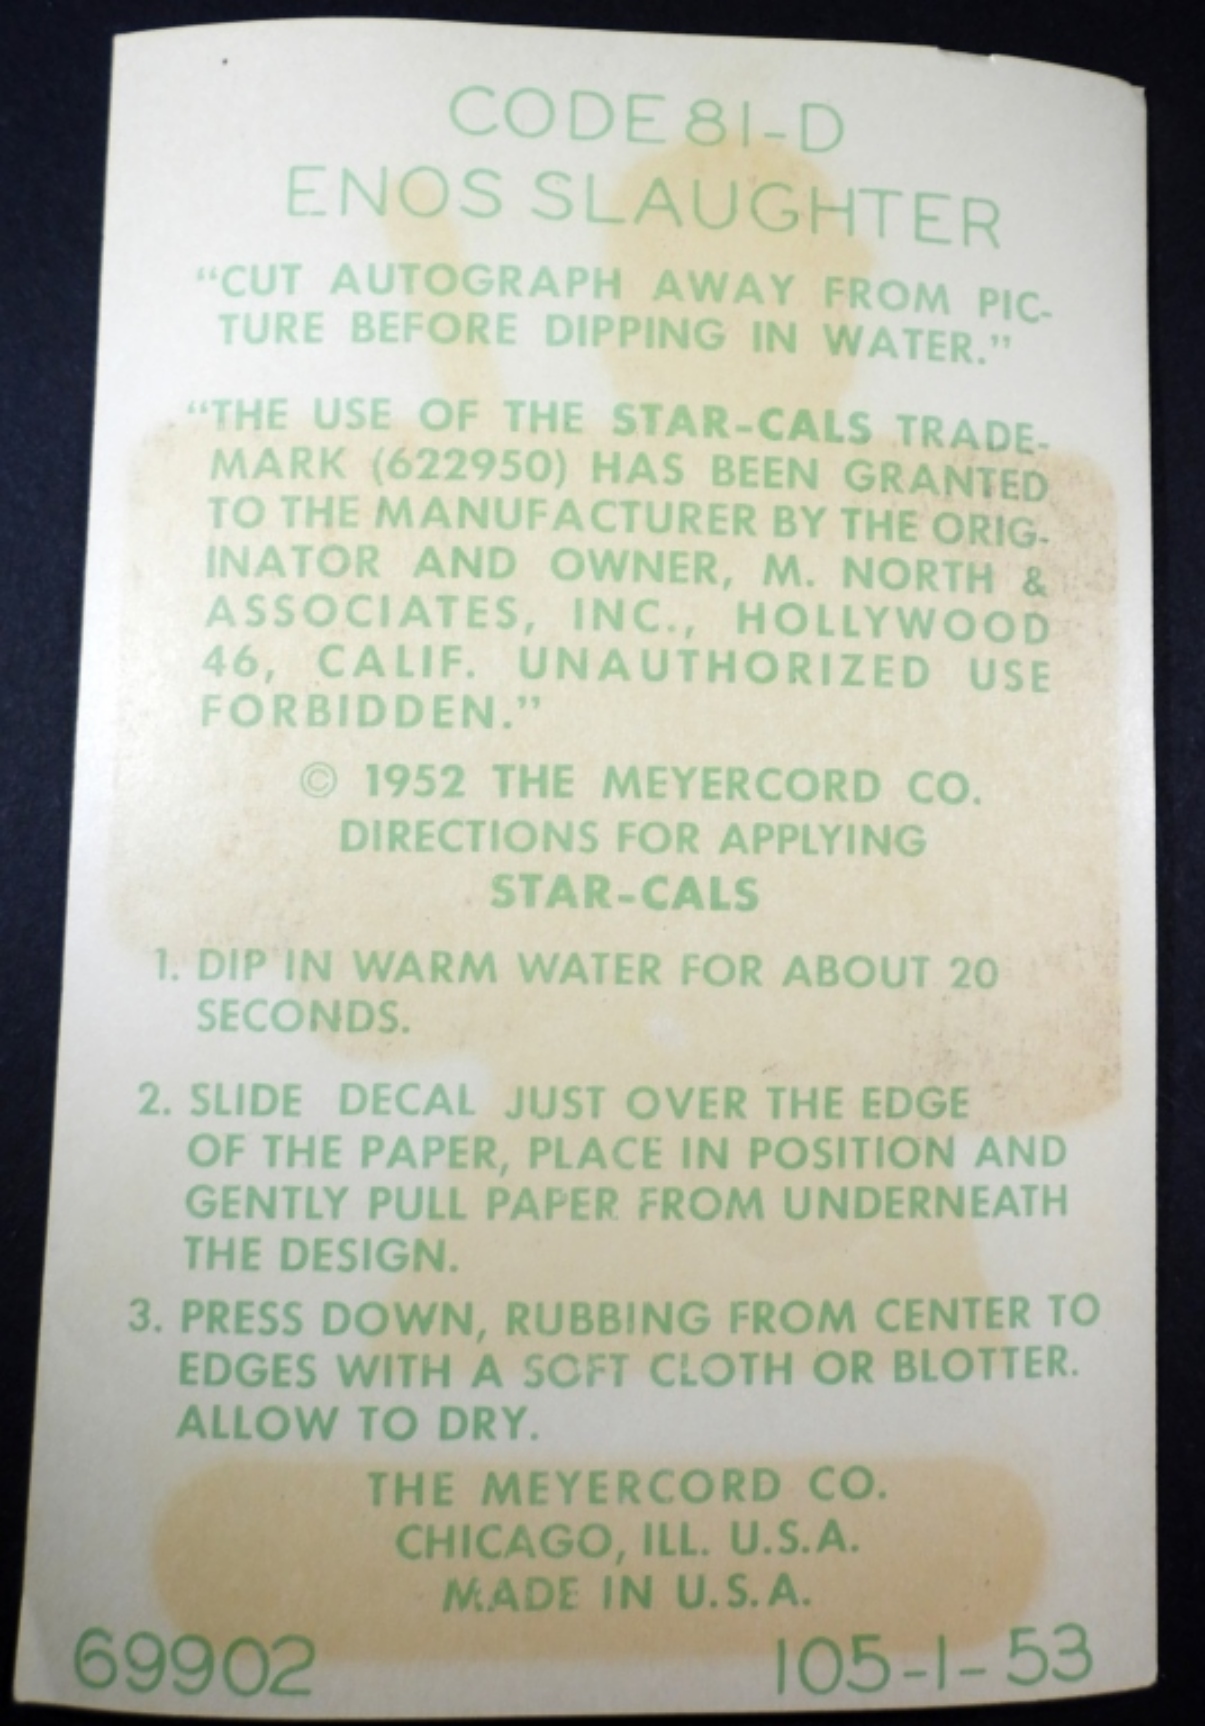 CODE 81-D
ENOS SLAUGHTER
“CUT AUTOGRAPH AWAY FROM PIC-
TURE BEFORE DIPPING IN WATER.”
“THE USE OF THE STAR-CALS TRADE-
MARK (622950) HAS BEEN GRANTED
TO THE MANUFACTURER BY THE ORIG-
INATOR AND OWNER, M. NORTH &
ASSOCIATES, INC., HOLLYWOOD
46, CALIF. UNAUTHORIZED USE
FORBIDDEN.”
© 1952 THE MEYERCORD CO.
DIRECTIONS FOR APPLYING
STAR-CALS
1. DIP IN WARM WATER FOR ABOUT 20
SECONDS.
2. SLIDE DECAL JUST OVER THE EDGE
OF THE PAPER, PLACE IN POSITION AND
GENTLY PULL PAPER FROM UNDERNEATH
THE DESIGN.
3. PRESS DOWN, RUBBING FROM CENTER TO
EDGES WITH A SOFT CLOTH OR BLOTTER.
ALLOW TO DRY.
THE MEYERCORD CO.
CHICAGO, ILL. U.S.A.
MADE IN U.S.A.
69902 105-1-53